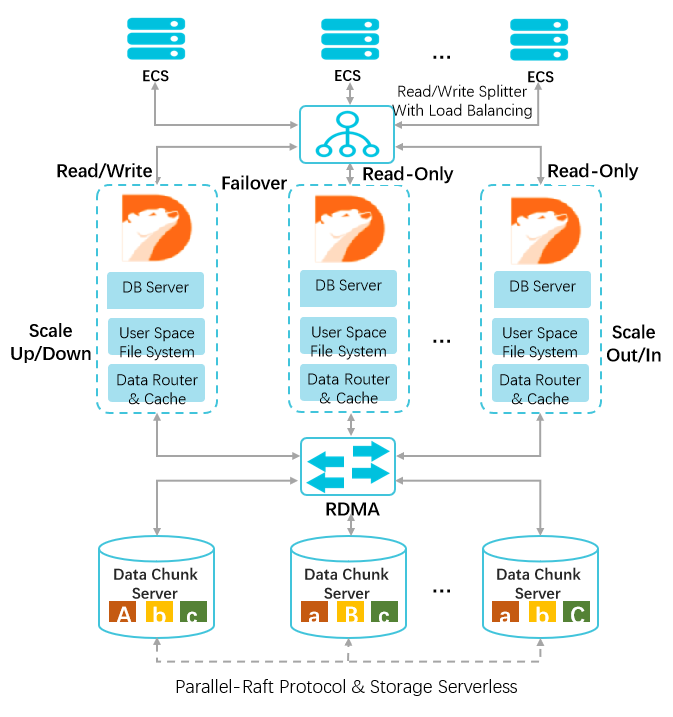 ECS
ECS
...
ECS
Read/Write Splitter
With Load Balancing
Read/Write
Failover
Read-Only
Read-Only
DB Server
DB Server
DB Server
Scale
Up/Down
User Space
File System
User Space
File System
...
User Space
File System
Scale
Out/In
Data Router
& Cache
Data Router
& Cache
Data Router
& Cache
RDMA
Data Chunk
Server
A b c
Data Chunk
Server
a B c
...
Data Chunk
Server
a b C
Parallel-Raft Protocol & Storage Serverless